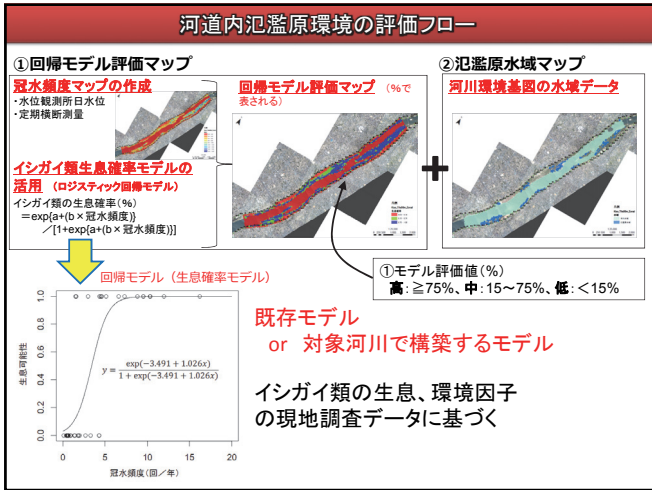 河道内氾濫原環境の評価フロー
①回帰モデル評価マップ
冠水頻度マップの作成
・水位観測所日水位
・定期横断測量
イシガイ類生息確率モデルの
活用 (ロジスティック回帰モデル)
イシガイ類の生息確率(%)
=exp{a+(b×冠水頻度)}
/[1+exp{a+(b×冠水頻度)}]
回帰モデル評価マップ (%で
表される)
②氾濫原水域マップ
河川環境基図の水域データ
+
①モデル評価値(%)
高:≧75%、中:15~75%、低:<15%
回帰モデル(生息確率モデル)
生息可能性
1.0
0.8
0.6
0.4
0.2
0.0
y = exp(−3.491 + 1.026x) / 1 + exp(−3.491 + 1.026x)
0 5 10 15 20
冠水頻度(回/年)
既存モデル
or 対象河川で構築するモデル
イシガイ類の生息、環境因子
の現地調査データに基づく